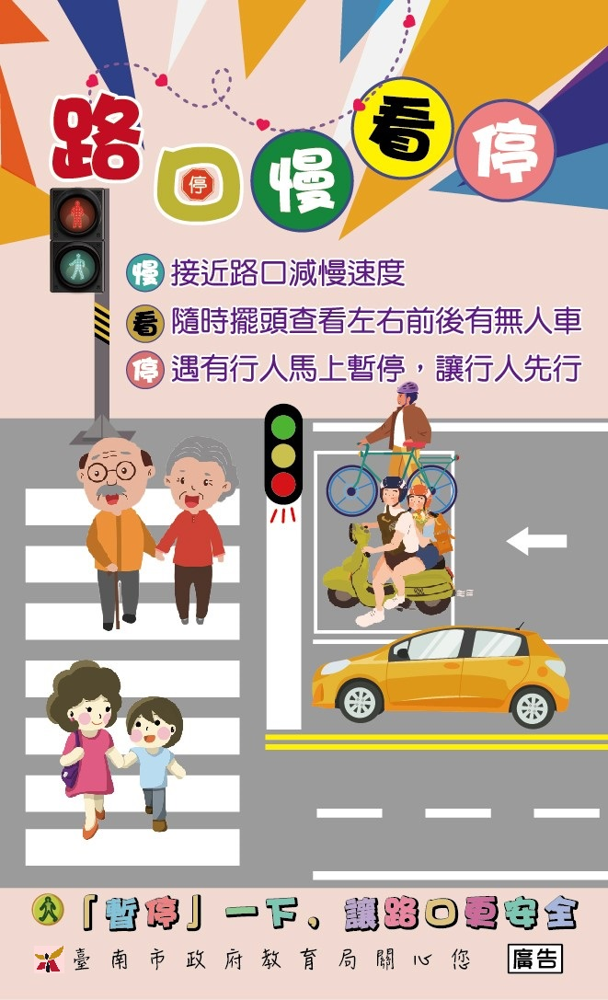 路口慢看停
停
慢 接近路口減慢速度
看 隨時擺頭查看左右前後有無人車
停 遇有行人馬上暫停，讓行人先行
「暫停」一下、讓路口更安全
臺南市政府教育局關心您 廣告